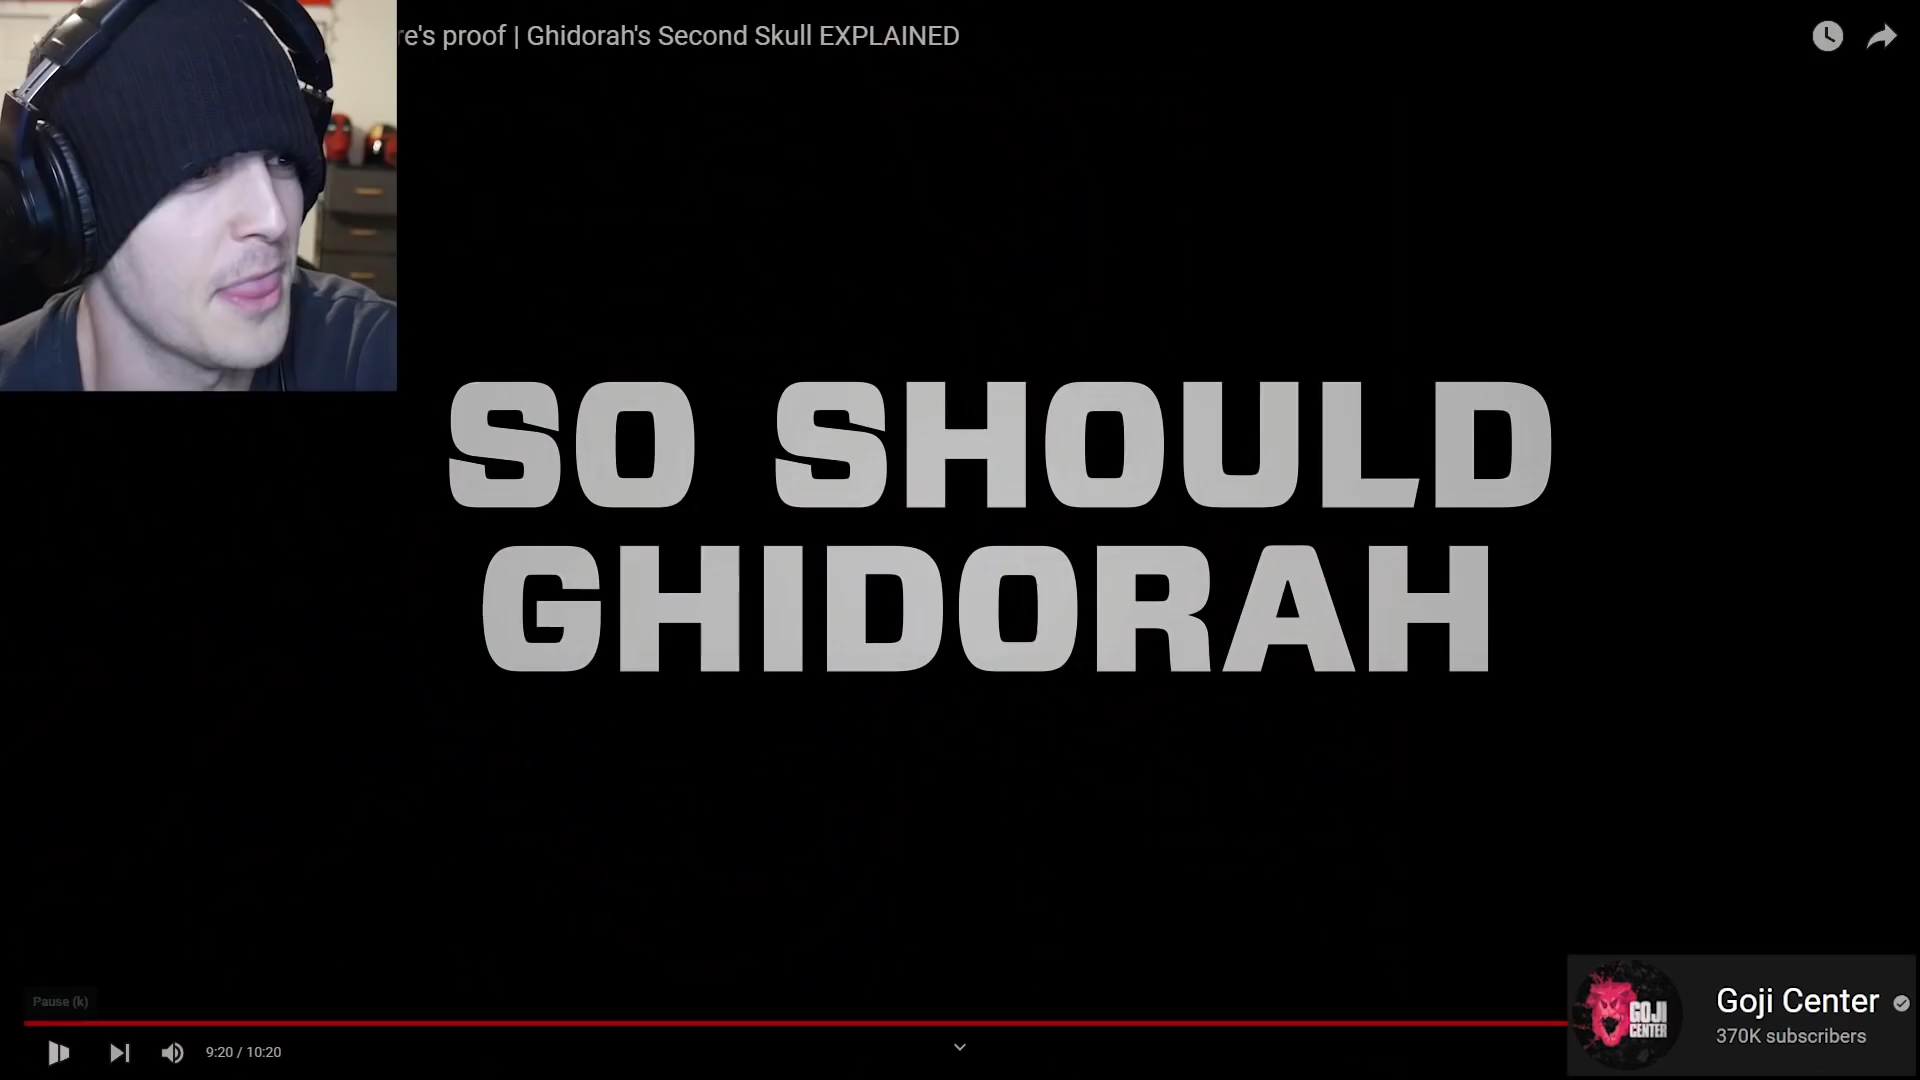 re's proof | Ghidorah's Second Skull EXPLAINED
SO SHOULD
GHIDORAH
Pause (k)
9:20 / 10:20
GOJI
CENTER
Goji Center
370K subscribers